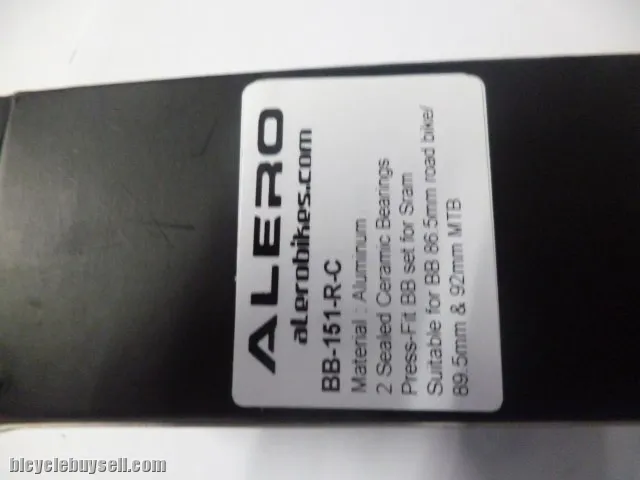 ALERO
alerobikes.com
BB-151-R-C
Material : Aluminum
2 Sealed Ceramic Bearings
Press-Fit BB set for Sram
Suitable for BB 86.5mm road bike/
89.5mm & 92mm MTB
bicyclebuysell.com